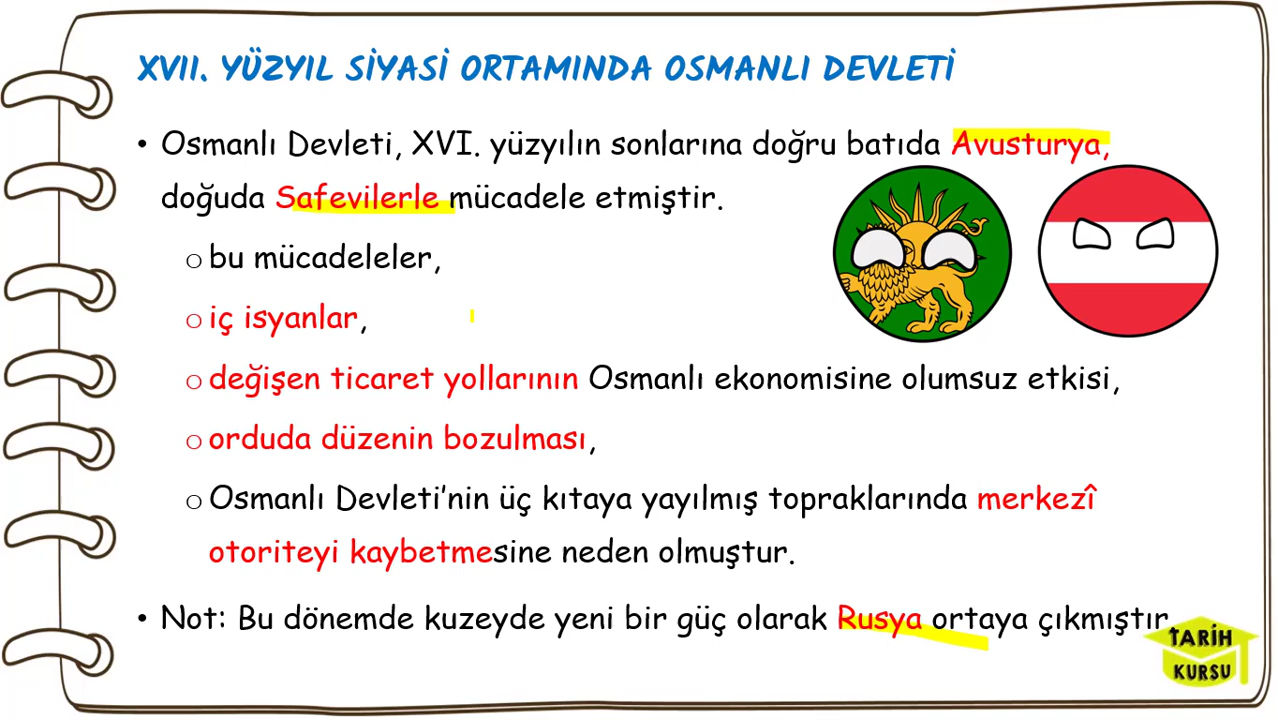 XVII. YÜZYIL SİYASİ ORTAMINDA OSMANLI DEVLETİ
• Osmanlı Devleti, XVI. yüzyılın sonlarına doğru batıda Avusturya,
doğuda Safevilerle mücadele etmiştir.
o bu mücadeleler,
o iç isyanlar,
o değişen ticaret yollarının Osmanlı ekonomisine olumsuz etkisi,
o orduda düzenin bozulması,
o Osmanlı Devleti'nin üç kıtaya yayılmış topraklarında merkezî
otoriteyi kaybetmesine neden olmuştur.
• Not: Bu dönemde kuzeyde yeni bir güç olarak Rusya ortaya çıkmıştır.
TARİH
KURSU